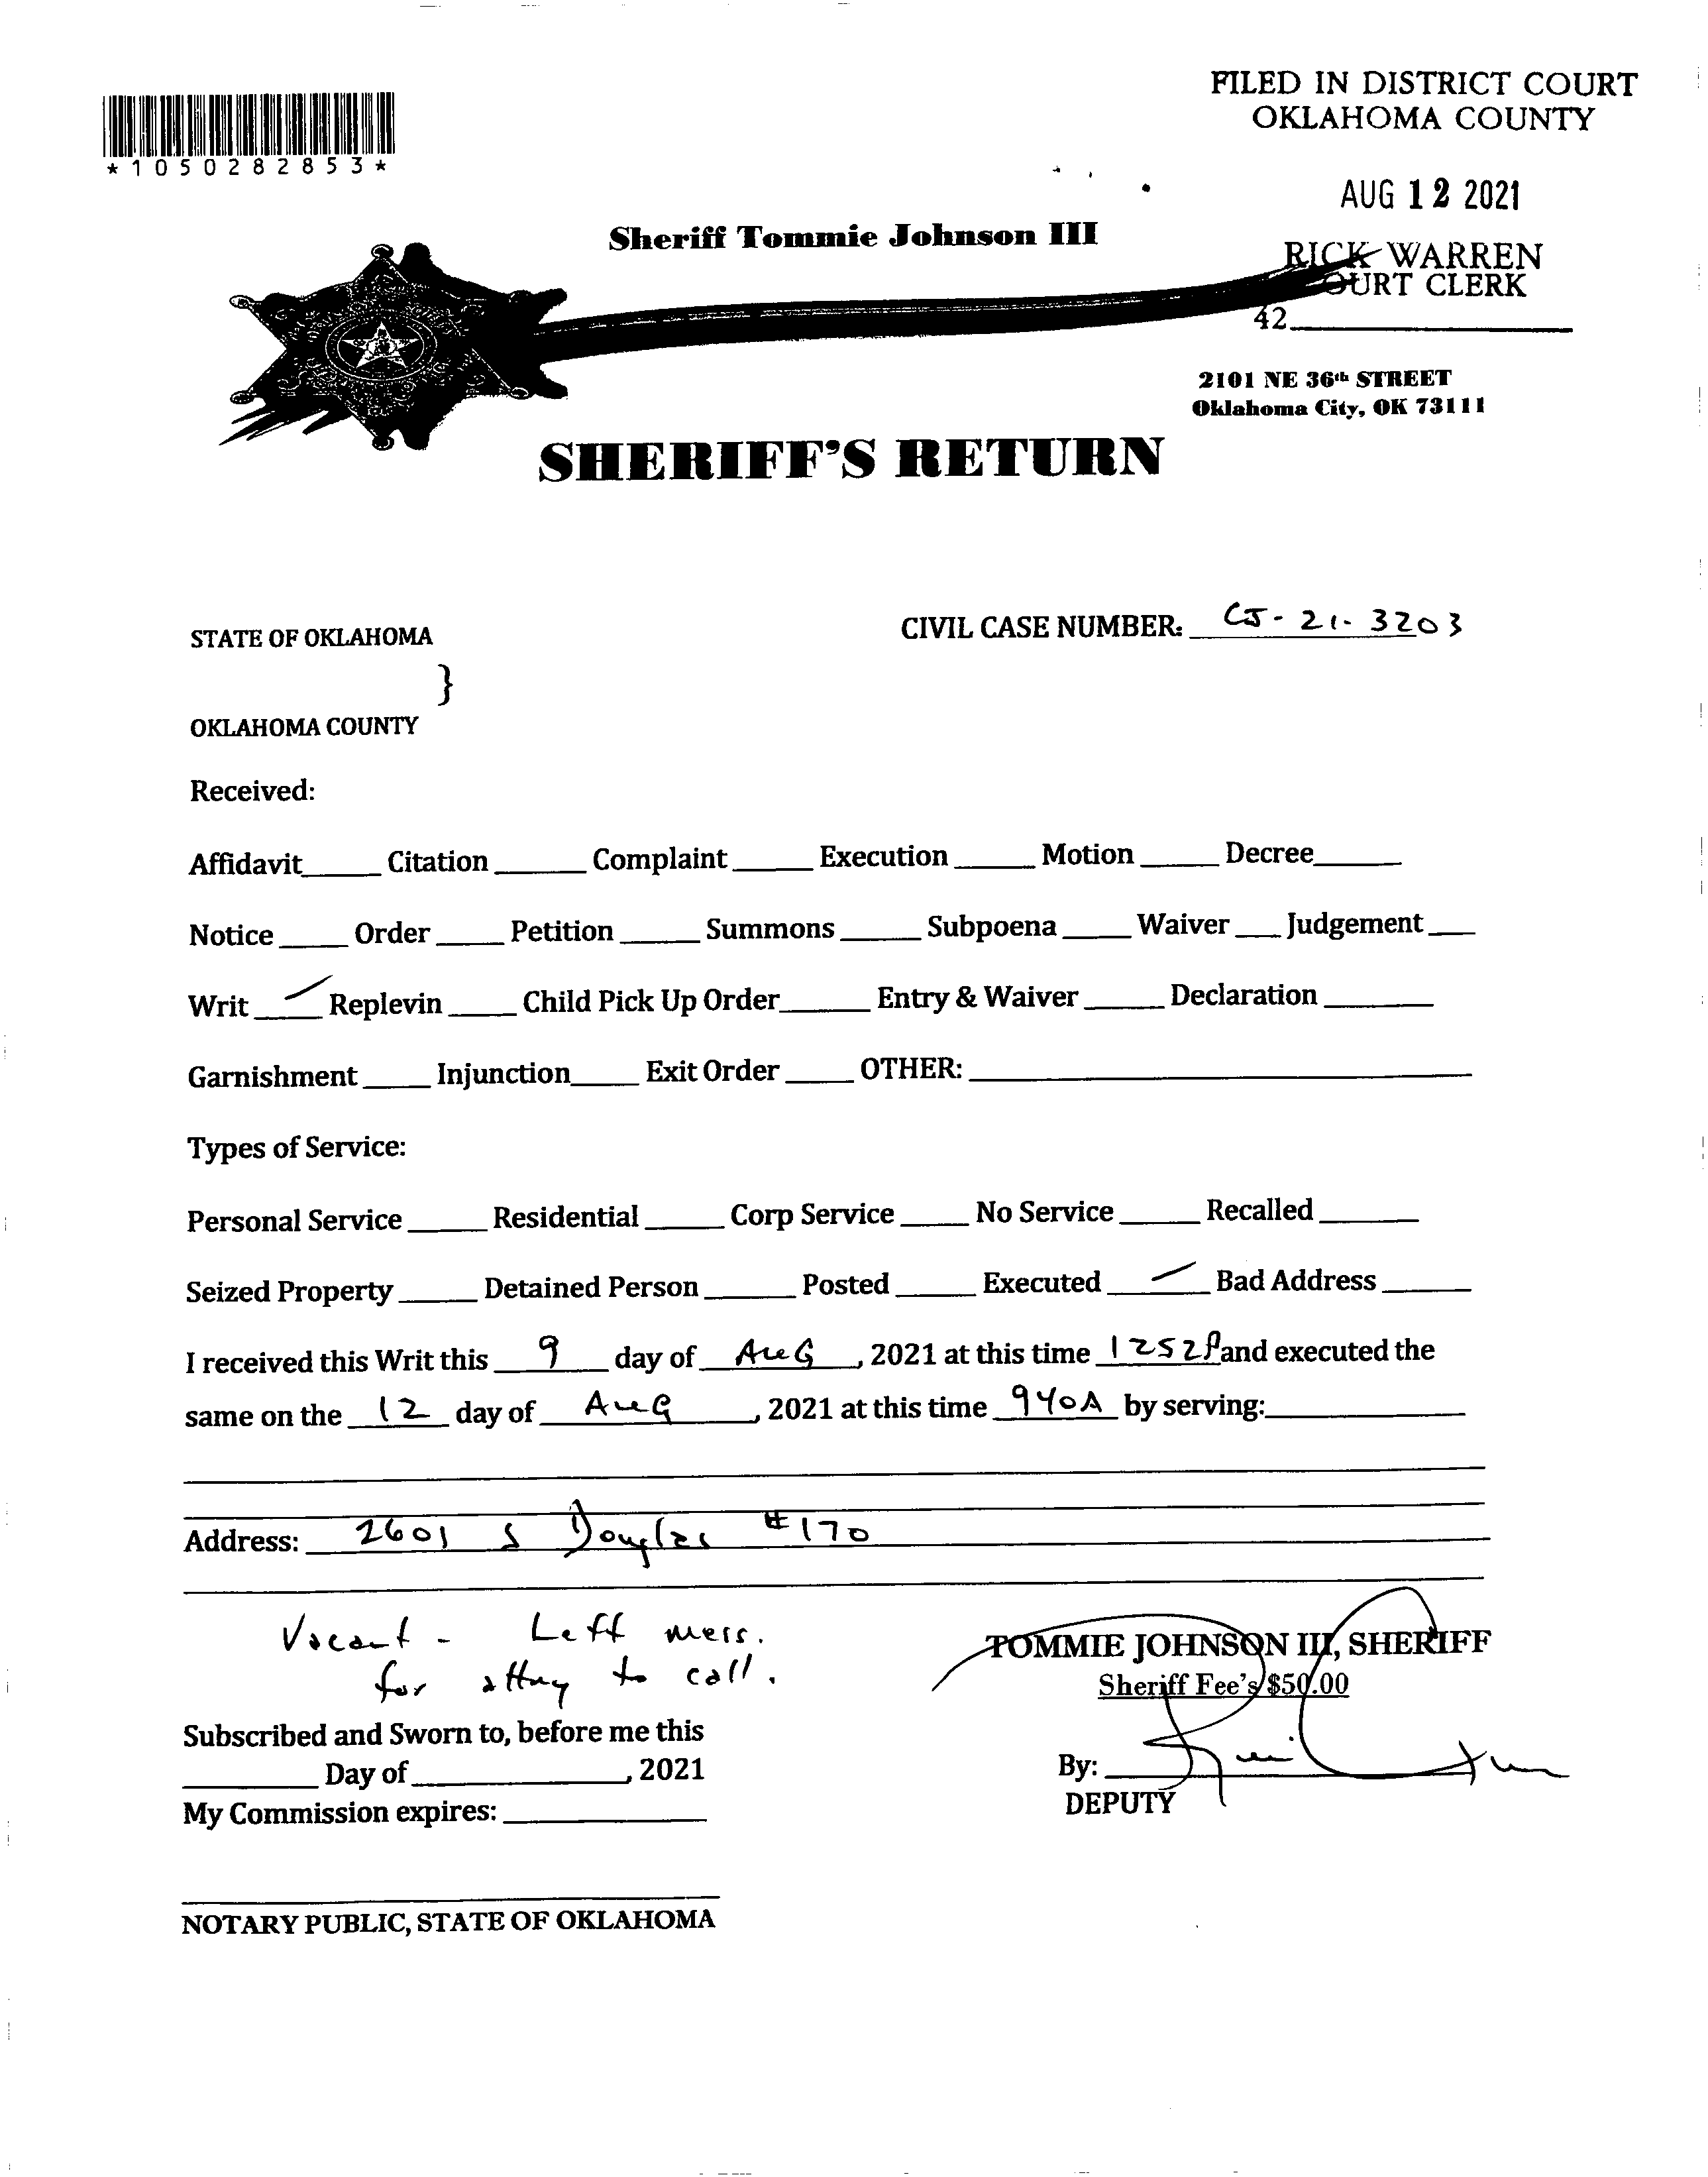 FILED IN DISTRICT COURT
OKLAHOMA COUNTY
*1050282853*
AUG 12 2021
Sheriff Tommie Johnson III
RICK WARREN
COURT CLERK
42
2101 NE 36th STREET
Oklahoma City, OK 73111
SHERIFF'S RETURN
CIVIL CASE NUMBER: CJ-21-3203
STATE OF OKLAHOMA
}
OKLAHOMA COUNTY
Received:
Affidavit Citation Complaint Execution Motion Decree
Notice Order Petition Summons Subpoena Waiver Judgement
Writ Replevin Child Pick Up Order Entry & Waiver Declaration
Garnishment Injunction Exit Order OTHER:
Types of Service:
Personal Service Residential Corp Service No Service Recalled
Seized Property Detained Person Posted Executed Bad Address
I received this Writ this 9 day of AUG, 2021 at this time 1252P and executed the
same on the 12 day of AUG, 2021 at this time 940A by serving:
Address: 2601 S Douglas #170
Vacant - Left mess.
for attny to call.
TOMMIE JOHNSON III, SHERIFF
Sheriff Fee's $50.00
Subscribed and Sworn to, before me this
Day of , 2021
My Commission expires:
By:
DEPUTY
NOTARY PUBLIC, STATE OF OKLAHOMA